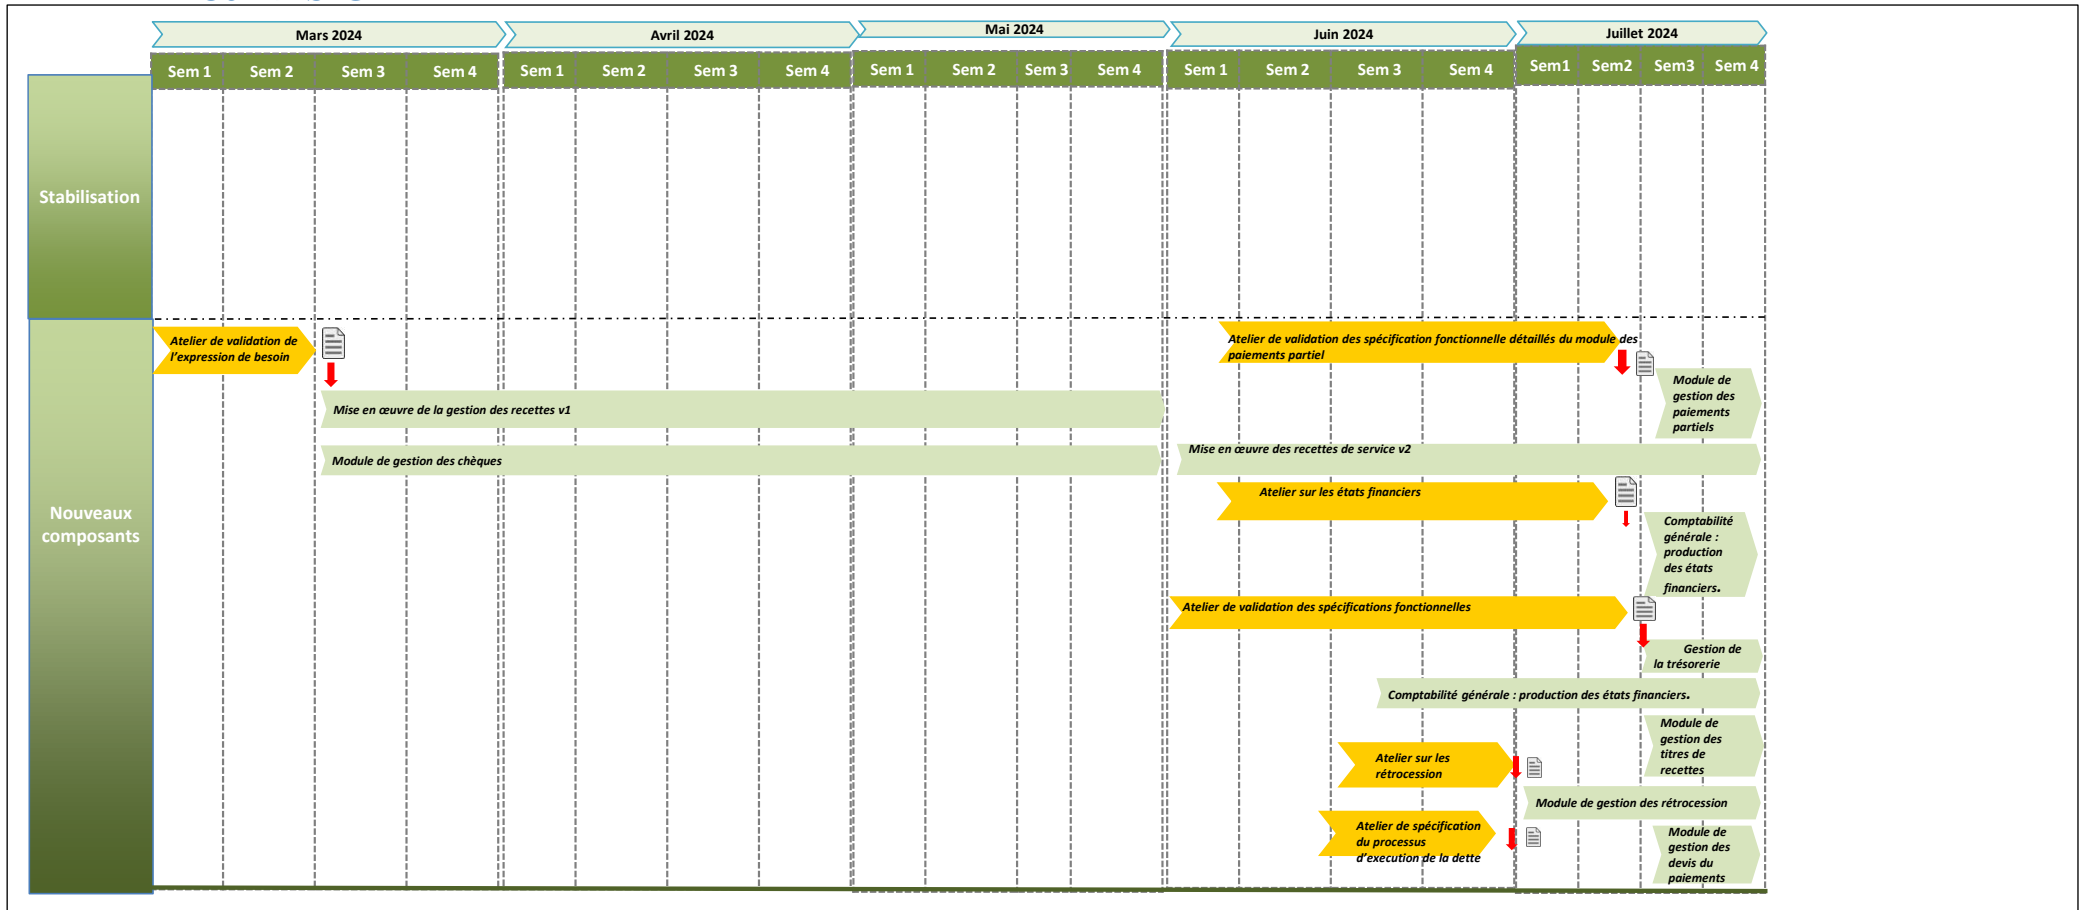 Mars 2024
Avril 2024
Mai 2024
Juin 2024
Juillet 2024
Sem 1
Sem 2
Sem 3
Sem 4
Sem 1
Sem 2
Sem 3
Sem 4
Sem 1
Sem 2
Sem 3
Sem 4
Sem 1
Sem 2
Sem 3
Sem 4
Sem1
Sem2
Sem3
Sem 4
Stabilisation
Nouveaux
composants
Atelier de validation de
l'expression de besoin
Atelier de validation des spécification fonctionnelle détaillés du module des
paiements partiel
Module de
gestion des
paiements
partiels
Mise en œuvre de la gestion des recettes v1
Module de gestion des chèques
Mise en œuvre des recettes de service v2
Atelier sur les états financiers
Comptabilité
générale :
production
des états
financiers.
Atelier de validation des spécifications fonctionnelles
Gestion de
la trésorerie
Comptabilité générale : production des états financiers.
Module de
gestion des
titres de
recettes
Atelier sur les
rétrocession
Module de gestion des rétrocession
Atelier de spécification
du processus
d'execution de la dette
Module de
gestion des
devis du
paiements